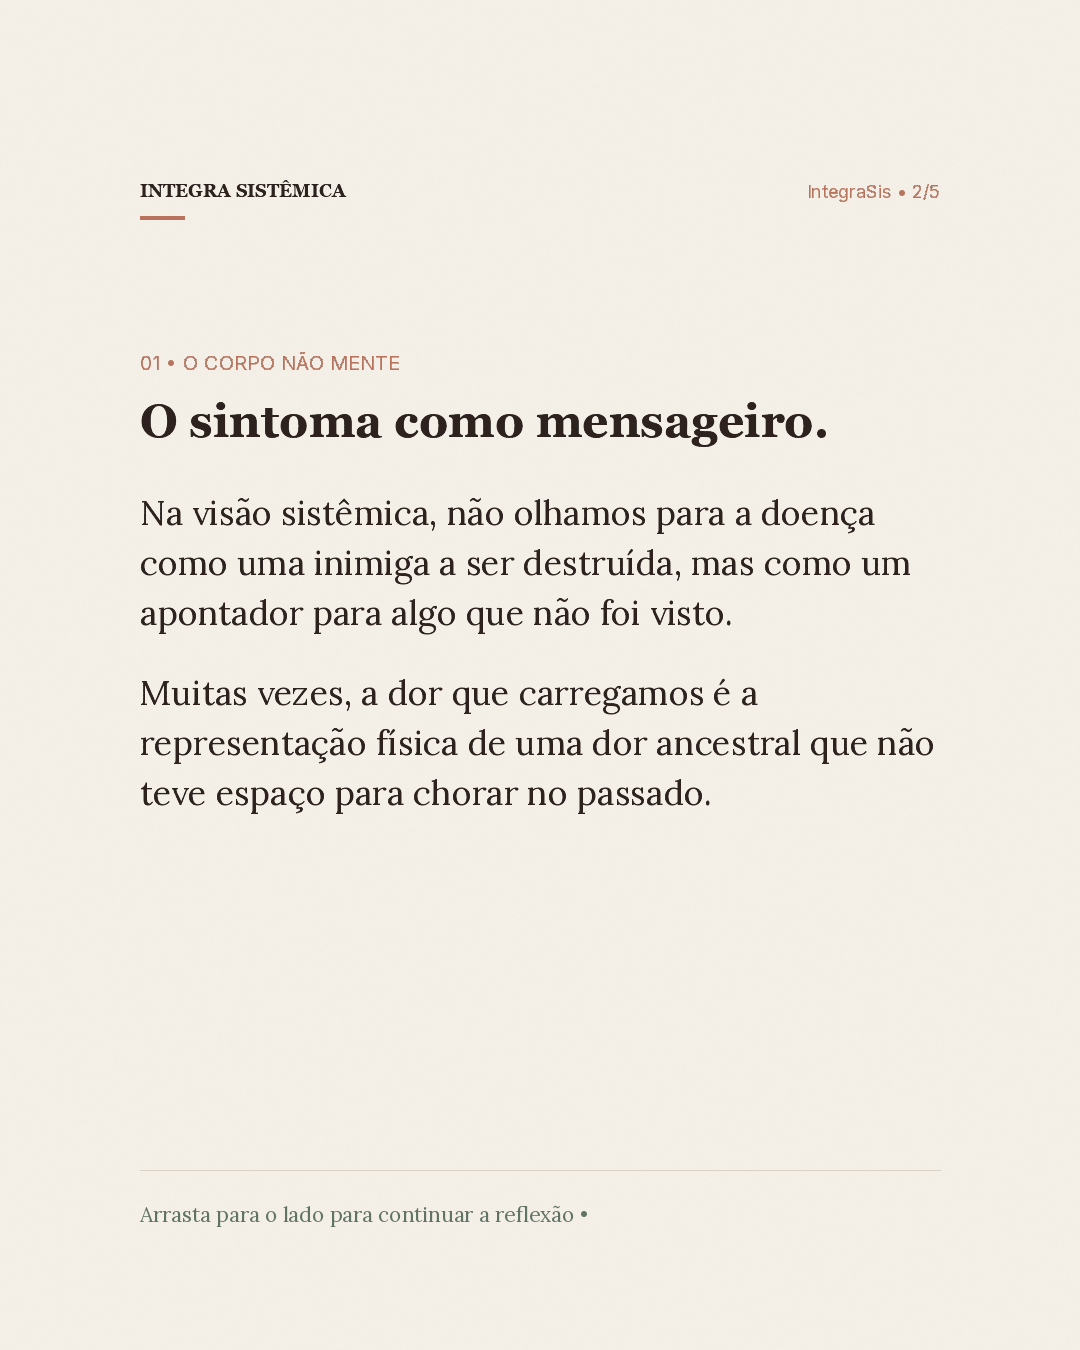 INTEGRA SISTÊMICA
IntegraSis • 2/5
01 • O CORPO NÃO MENTE
O sintoma como mensageiro.
Na visão sistêmica, não olhamos para a doença
como uma inimiga a ser destruída, mas como um
apontador para algo que não foi visto.
Muitas vezes, a dor que carregamos é a
representação física de uma dor ancestral que não
teve espaço para chorar no passado.
Arrasta para o lado para continuar a reflexão •